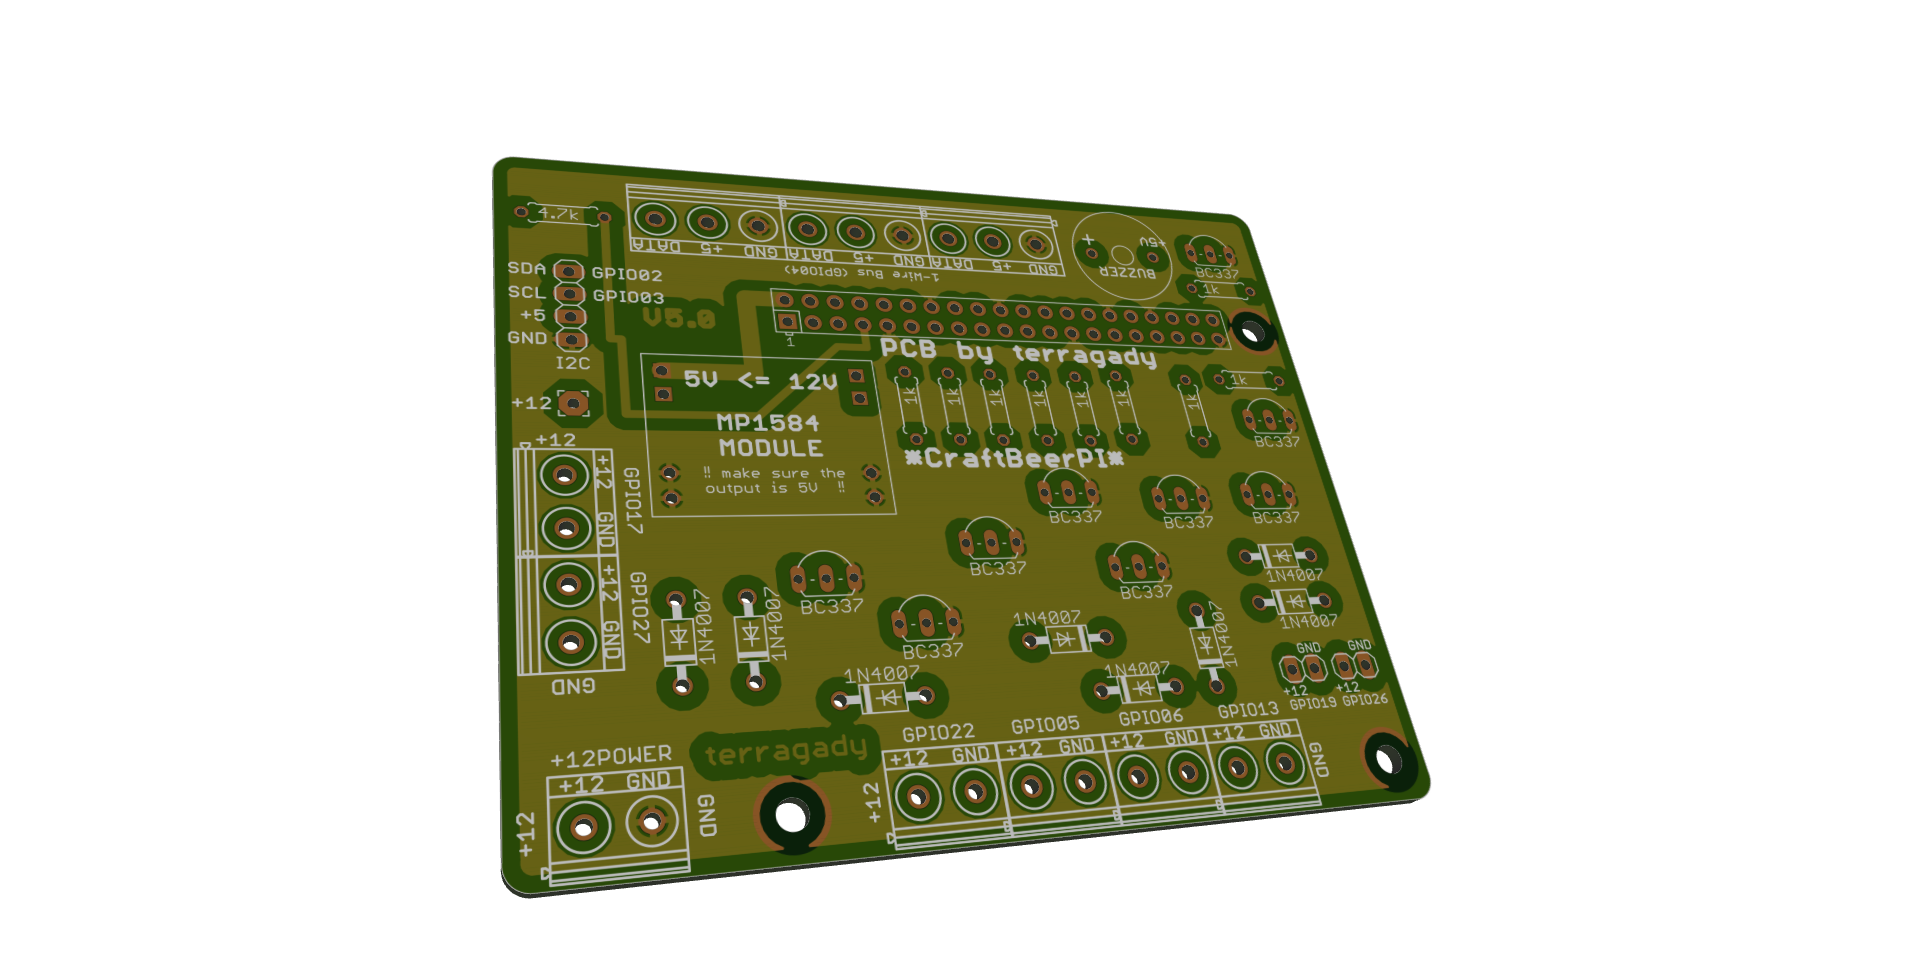 4.7k
DATA +5 GND DATA +5 GND DATA +5 GND
1-Wire Bus (GPIO04)
+ +5V
BUZZER
BC337
1k
SDA GPIO02
SCL GPIO03
+5
GND
I2C
V5.0
1
PCB by terragady
5V <= 12V
MP1584
MODULE
!! make sure the
output is 5V !!
1k 1k 1k 1k 1k 1k 1k 1k
BC337
*CraftBeerPI*
+12
+12
+12 GND
GPIO17
+12 GND
GPIO27
GND
BC337
BC337
BC337
BC337
BC337
BC337
BC337
1N4007
1N4007
1N4007
1N4007
1N4007
1N4007
1N4007
1N4007
GND GND
+12 +12
GPIO19 GPIO26
terragady
+12POWER
+12 GND
+12
GND
GPIO22 GPIO05 GPIO06 GPIO13
+12 GND +12 GND +12 GND +12 GND
+12
GND